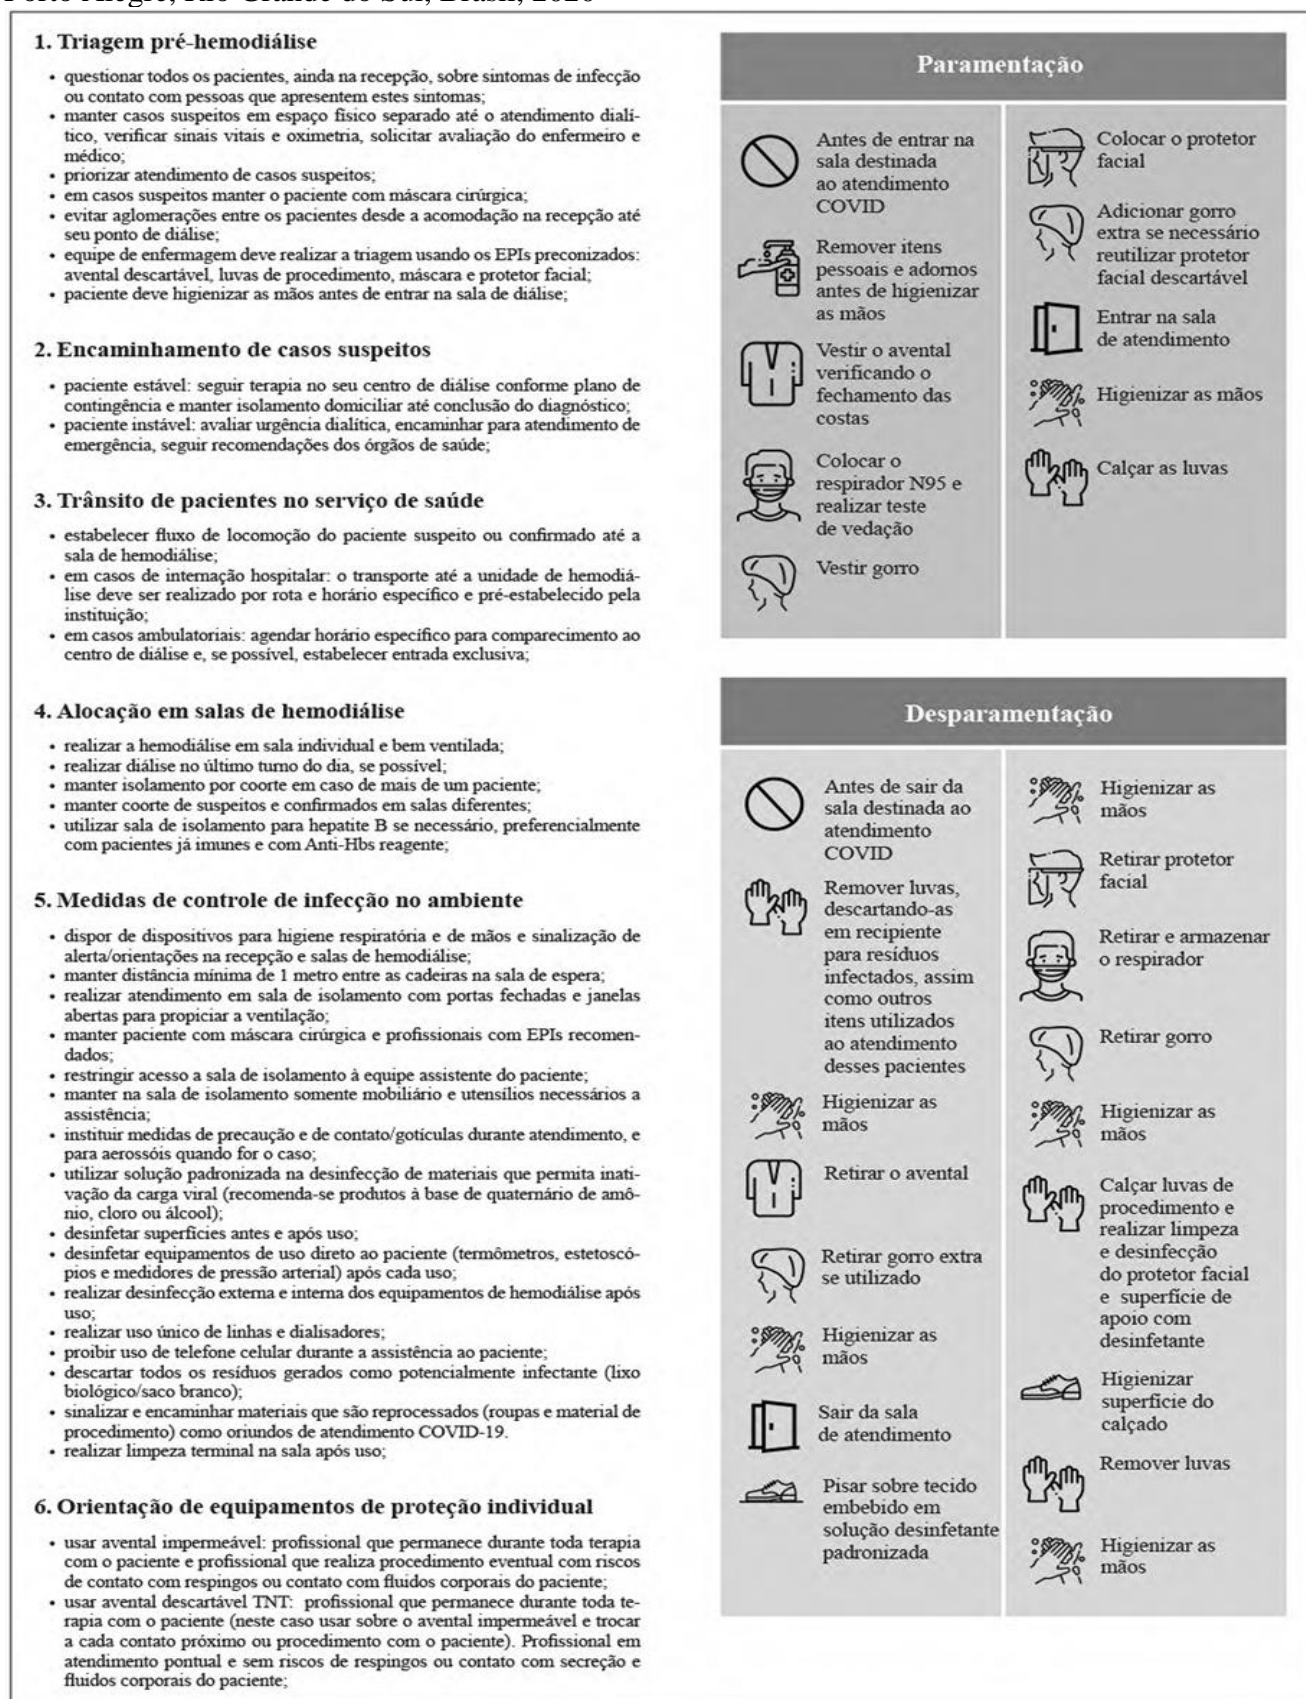 Porto Alegre, Rio Grande do Sul, Brasil, 2020
1. Triagem pré-hemodiálise
• questionar todos os pacientes, ainda na recepção, sobre sintomas de infecção
ou contato com pessoas que apresentem estes sintomas;
• manter casos suspeitos em espaço físico separado até o atendimento dialí-
tico, verificar sinais vitais e oximetria, solicitar avaliação do enfermeiro e
médico;
• priorizar atendimento de casos suspeitos;
• em casos suspeitos manter o paciente com máscara cirúrgica;
• evitar aglomerações entre os pacientes desde a acomodação na recepção até
seu ponto de diálise;
• equipe de enfermagem deve realizar a triagem usando os EPIs preconizados:
avental descartável, luvas de procedimento, máscara e protetor facial;
• paciente deve higienizar as mãos antes de entrar na sala de diálise;
2. Encaminhamento de casos suspeitos
• paciente estável: seguir terapia no seu centro de diálise conforme plano de
contingência e manter isolamento domiciliar até conclusão do diagnóstico;
• paciente instável: avaliar urgência dialítica, encaminhar para atendimento de
emergência, seguir recomendações dos órgãos de saúde;
3. Trânsito de pacientes no serviço de saúde
• estabelecer fluxo de locomoção do paciente suspeito ou confirmado até a
sala de hemodiálise;
• em casos de internação hospitalar: o transporte até a unidade de hemodiá-
lise deve ser realizado por rota e horário específico e pré-estabelecido pela
instituição;
• em casos ambulatoriais: agendar horário específico para comparecimento ao
centro de diálise e, se possível, estabelecer entrada exclusiva;
4. Alocação em salas de hemodiálise
• realizar a hemodiálise em sala individual e bem ventilada;
• realizar diálise no último turno do dia, se possível;
• manter isolamento por coorte em caso de mais de um paciente;
• manter coorte de suspeitos e confirmados em salas diferentes;
• utilizar sala de isolamento para hepatite B se necessário, preferencialmente
com pacientes já imunes e com Anti-Hbs reagente;
5. Medidas de controle de infecção no ambiente
• dispor de dispositivos para higiene respiratória e de mãos e sinalização de
alerta/orientações na recepção e salas de hemodiálise;
• manter distância mínima de 1 metro entre as cadeiras na sala de espera;
• realizar atendimento em sala de isolamento com portas fechadas e janelas
abertas para propiciar a ventilação;
• manter paciente com máscara cirúrgica e profissionais com EPIs recomen-
dados;
• restringir acesso a sala de isolamento à equipe assistente do paciente;
• manter na sala de isolamento somente mobiliário e utensílios necessários a
assistência;
• instituir medidas de precaução e de contato/gotículas durante atendimento, e
para aerossóis quando for o caso;
• utilizar solução padronizada na desinfecção de materiais que permita inati-
vação da carga viral (recomenda-se produtos à base de quaternário de amô-
nio, cloro ou álcool);
• desinfetar superfícies antes e após uso;
• desinfetar equipamentos de uso direto ao paciente (termômetros, estetoscó-
pios e medidores de pressão arterial) após cada uso;
• realizar desinfecção externa e interna dos equipamentos de hemodiálise após
uso;
• realizar uso único de linhas e dialisadores;
• proibir uso de telefone celular durante a assistência ao paciente;
• descartar todos os resíduos gerados como potencialmente infectante (lixo
biológico/saco branco);
• sinalizar e encaminhar materiais que são reprocessados (roupas e material de
procedimento) como oriundos de atendimento COVID-19.
• realizar limpeza terminal na sala após uso;
6. Orientação de equipamentos de proteção individual
• usar avental impermeável: profissional que permanece durante toda terapia
com o paciente e profissional que realiza procedimento eventual com riscos
de contato com respingos ou contato com fluidos corporais do paciente;
• usar avental descartável TNT: profissional que permanece durante toda te-
rapia com o paciente (neste caso usar sobre o avental impermeável e trocar
a cada contato próximo ou procedimento com o paciente). Profissional em
atendimento pontual e sem riscos de respingos ou contato com secreção e
fluidos corporais do paciente;
Paramentação
Antes de entrar na
sala destinada
ao atendimento
COVID
Remover itens
pessoais e adornos
antes de higienizar
as mãos
Vestir o avental
verificando o
fechamento das
costas
Colocar o
respirador N95 e
realizar teste
de vedação
Vestir gorro
Colocar o protetor
facial
Adicionar gorro
extra se necessário
reutilizar protetor
facial descartável
Entrar na sala
de atendimento
Higienizar as mãos
Calçar as luvas
Desparamentação
Antes de sair da
sala destinada ao
atendimento
COVID
Remover luvas,
descartando-as
em recipiente
para resíduos
infectados, assim
como outros
itens utilizados
ao atendimento
desses pacientes
Higienizar as
mãos
Retirar o avental
Retirar gorro extra
se utilizado
Higienizar as
mãos
Sair da sala
de atendimento
Pisar sobre tecido
embebido em
solução desinfetante
padronizada
Higienizar as
mãos
Retirar protetor
facial
Retirar e armazenar
o respirador
Retirar gorro
Higienizar as
mãos
Calçar luvas de
procedimento e
realizar limpeza
e desinfecção
do protetor facial
e superfície de
apoio com
desinfetante
Higienizar
superfície do
calçado
Remover luvas
Higienizar as
mãos